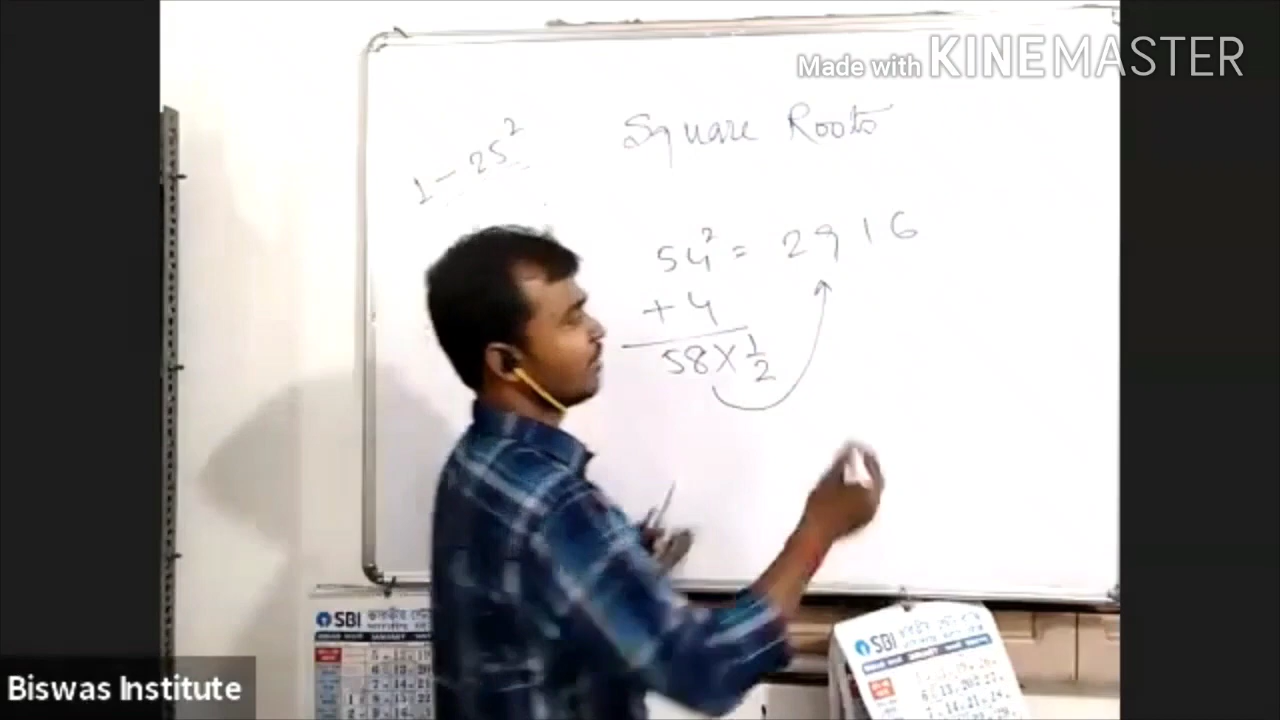 Made with KINEMASTER
Square Roots
1 - 25²
54² = 2916
+ 4
58 × 1/2
SBI
SBI
Biswas Institute